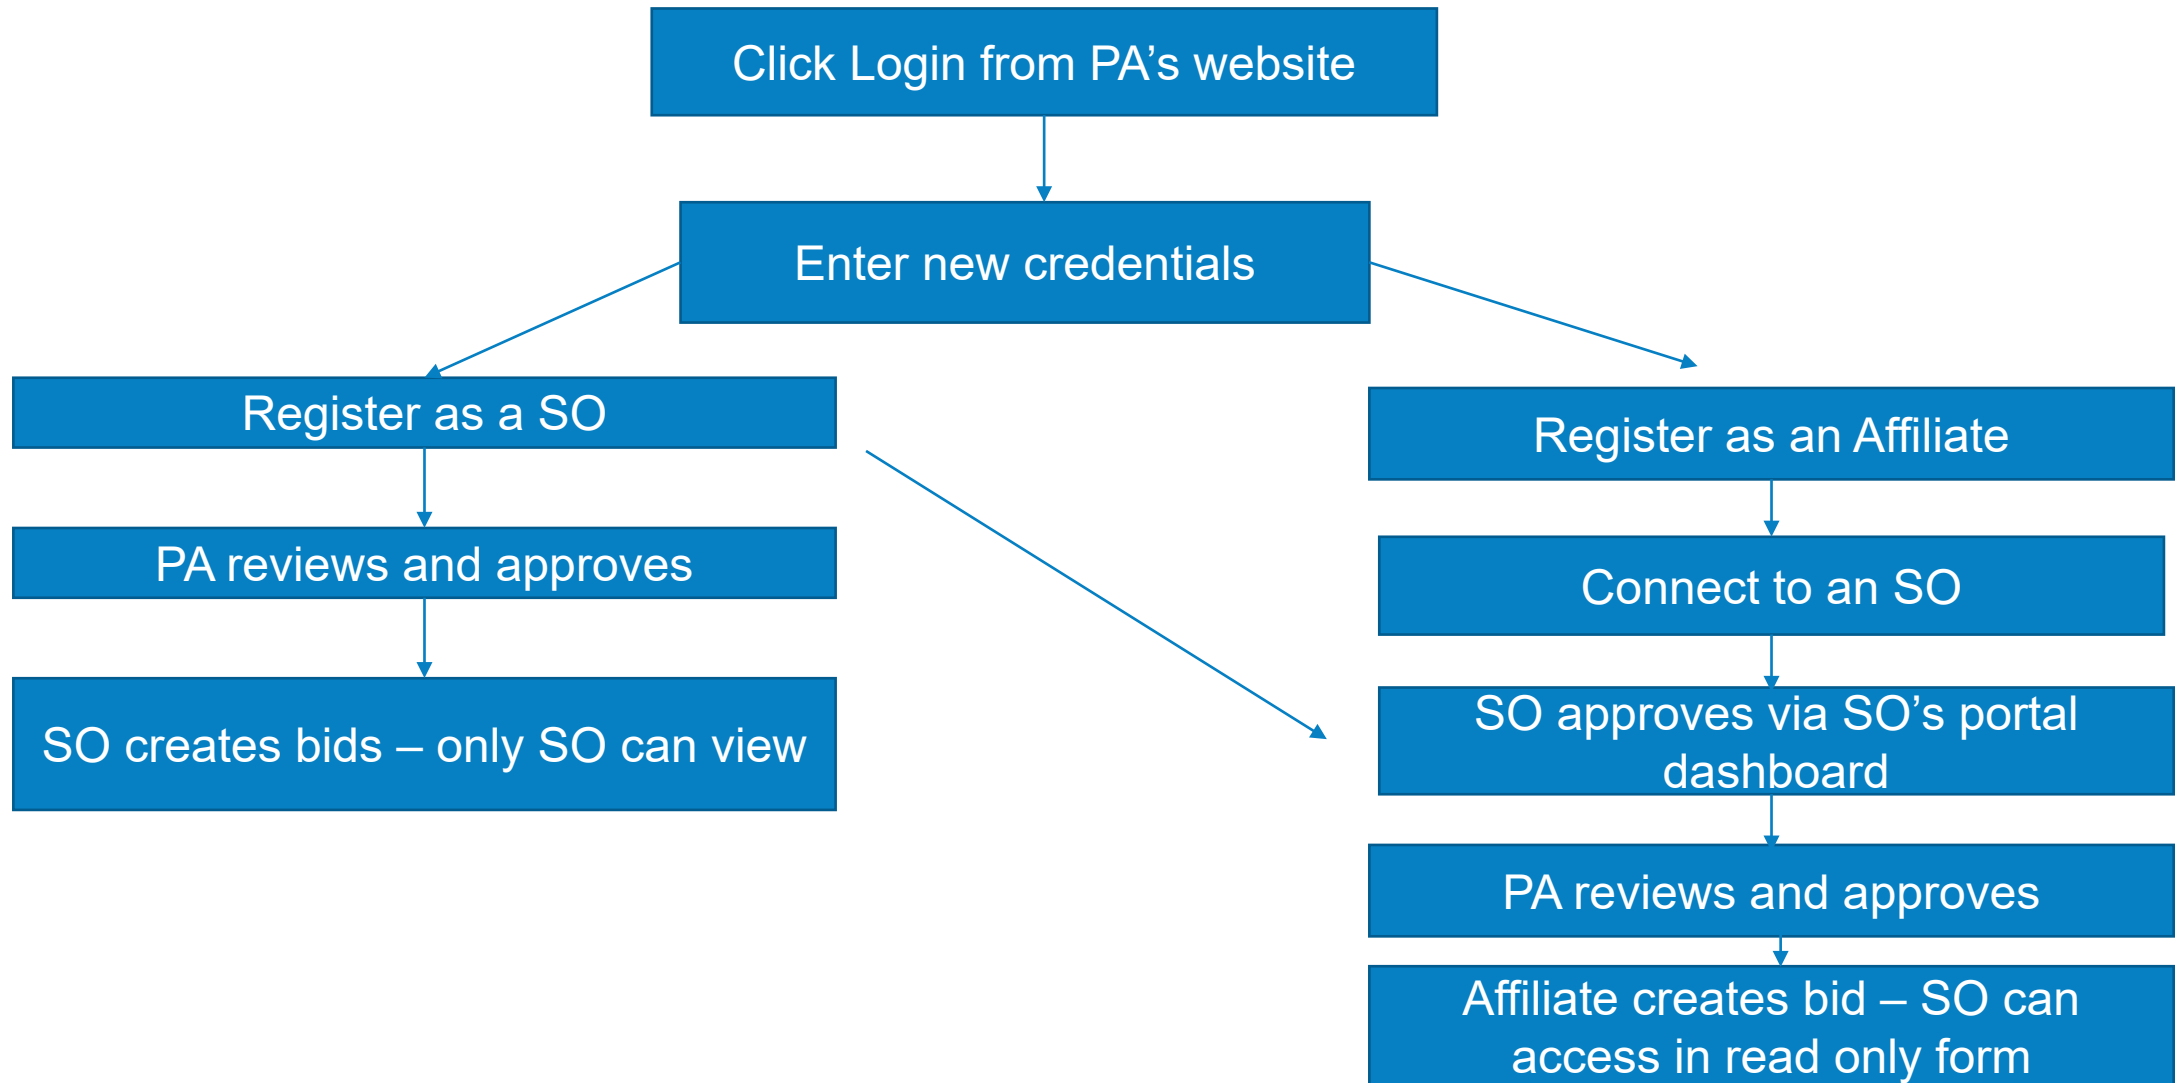 Click Login from PA’s website
Enter new credentials
Register as a SO
PA reviews and approves
SO creates bids – only SO can view
Register as an Affiliate
Connect to an SO
SO approves via SO’s portal
dashboard
PA reviews and approves
Affiliate creates bid – SO can
access in read only form